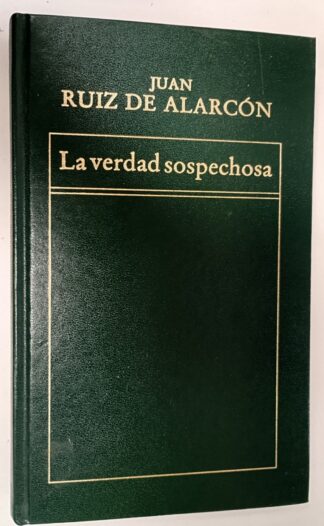 JUAN
RUIZ DE ALARCÓN
La verdad sospechosa